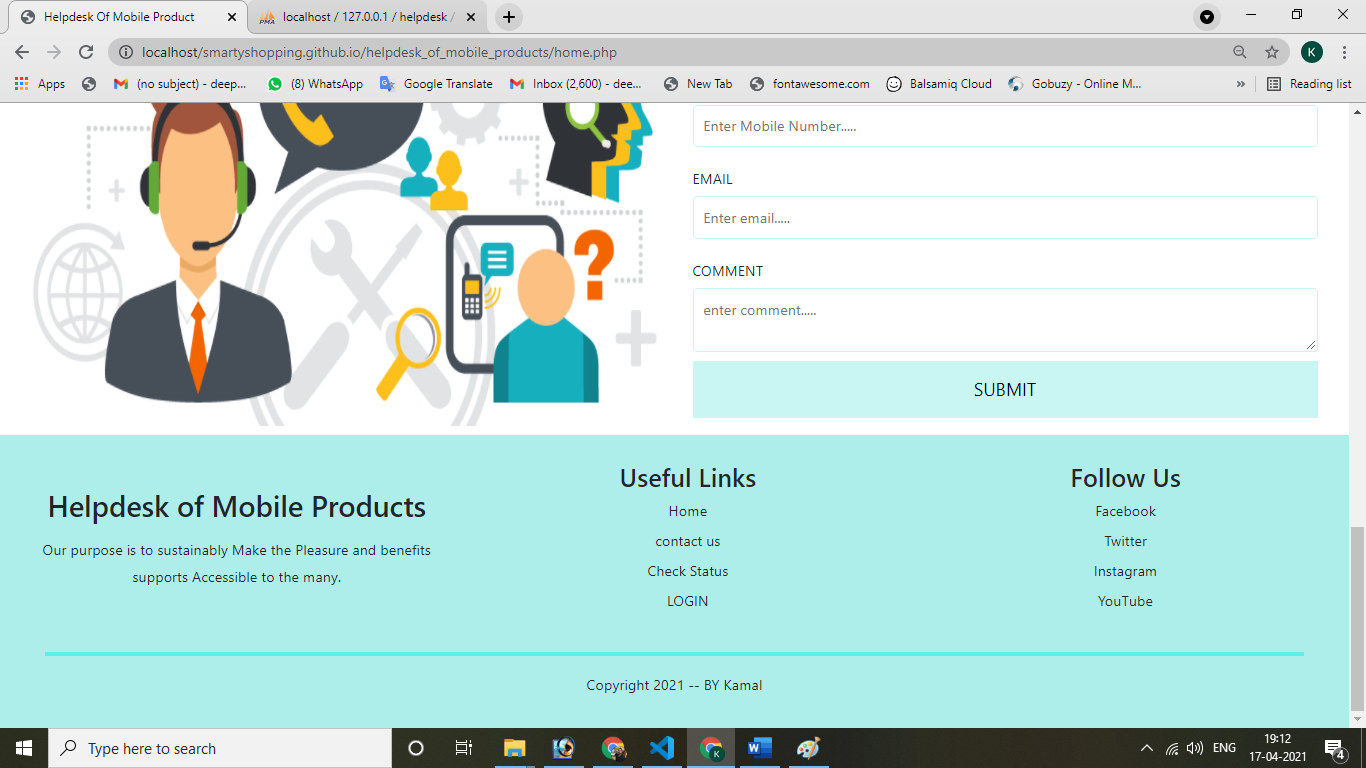 Helpdesk Of Mobile Product
PMA localhost / 127.0.0.1 / helpdesk /
localhost/smartyshopping.github.io/helpdesk_of_mobile_products/home.php
K
Apps (no subject) - deep... (8) WhatsApp Google Translate Inbox (2,600) - dee... New Tab fontawesome.com Balsamiq Cloud Gobuzy - Online M... » Reading list
Enter Mobile Number.....
EMAIL
Enter email.....
COMMENT
enter comment.....
SUBMIT
Helpdesk of Mobile Products
Our purpose is to sustainably Make the Pleasure and benefits
supports Accessible to the many.
Useful Links
Home
contact us
Check Status
LOGIN
Follow Us
Facebook
Twitter
Instagram
YouTube
Copyright 2021 -- BY Kamal
Type here to search
ENG
19:12
17-04-2021
4